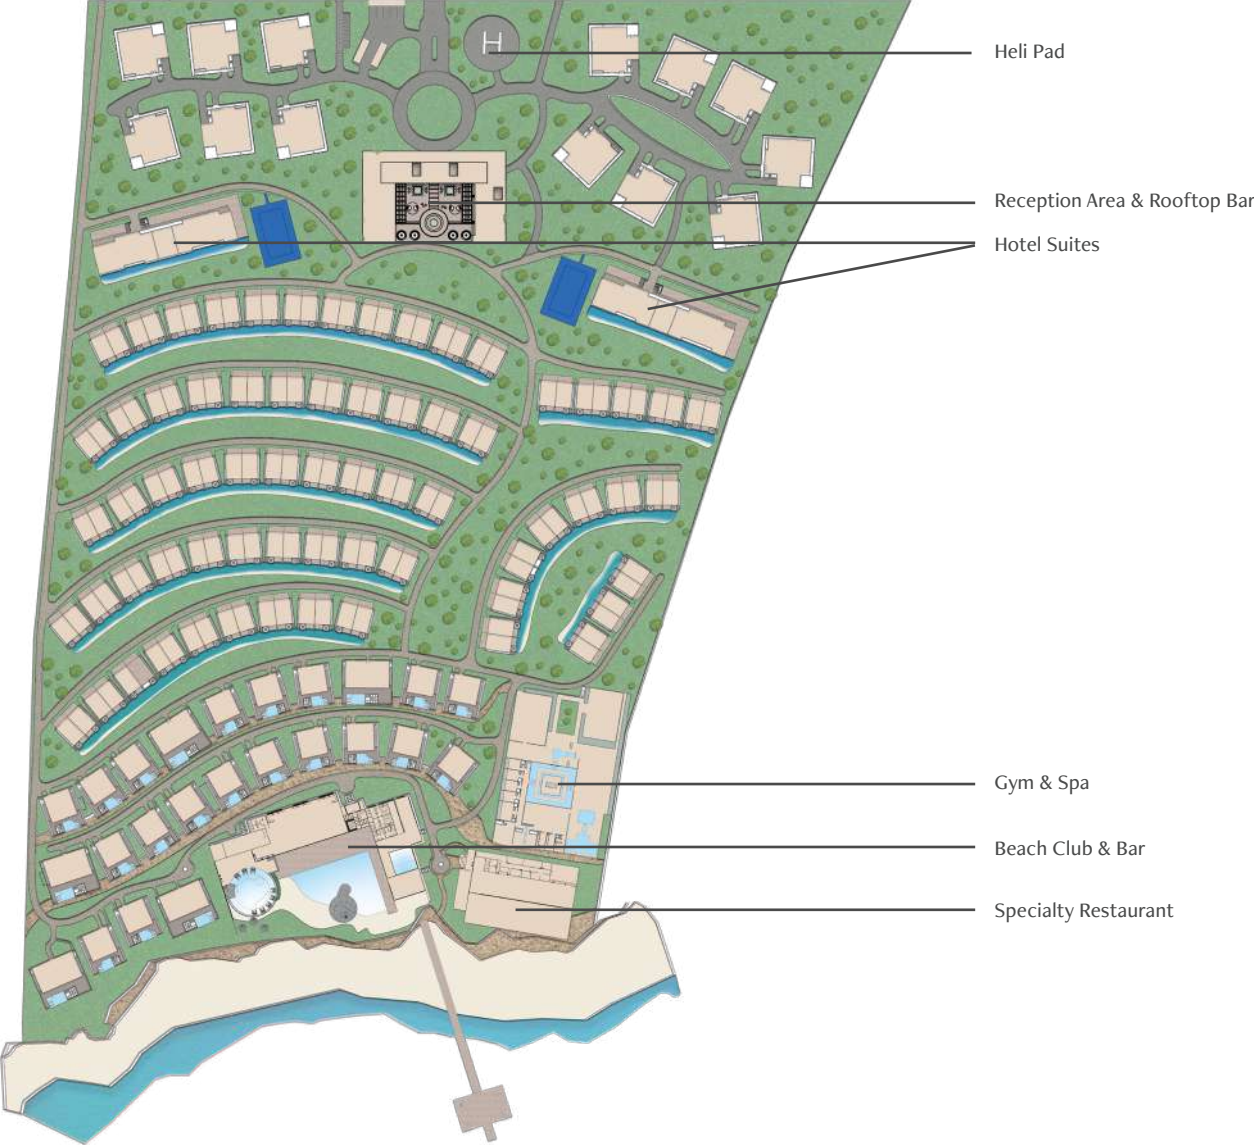 H
Heli Pad
Reception Area & Rooftop Bar
Hotel Suites
Gym & Spa
Beach Club & Bar
Specialty Restaurant